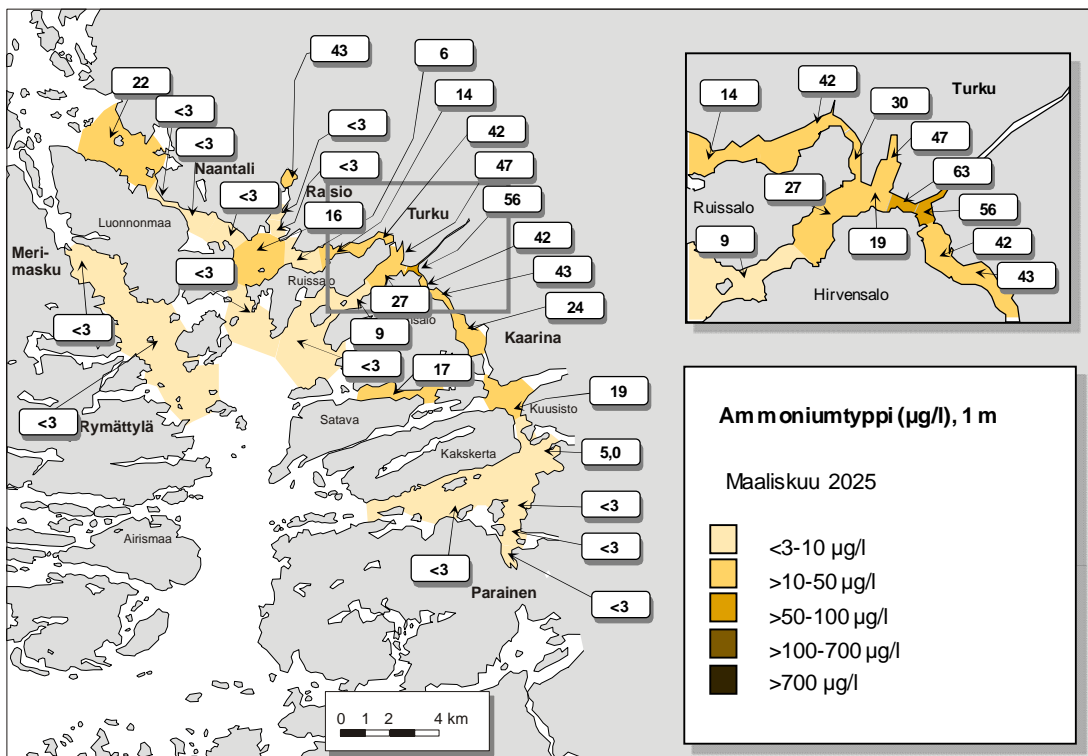 43
6
22
14
<3
<3
<3
42
Naantali
<3
47
Raisio
<3
56
16
Turku
Luonnonmaa
42
Meri-
masku
<3
Ruissalo
43
27
24
<3
9
Kaarina
<3
17
19
<3
Rymättylä
Satava
Kuusisto
Kakskerta
5,0
<3
Airismaa
<3
<3
Parainen
<3
0 1 2 4 km
42
Turku
14
30
47
27
63
Ruissalo
56
9
19
42
43
Hirvensalo
Ammoniumtyppi (µg/l), 1 m
Maaliskuu 2025
<3-10 µg/l
>10-50 µg/l
>50-100 µg/l
>100-700 µg/l
>700 µg/l